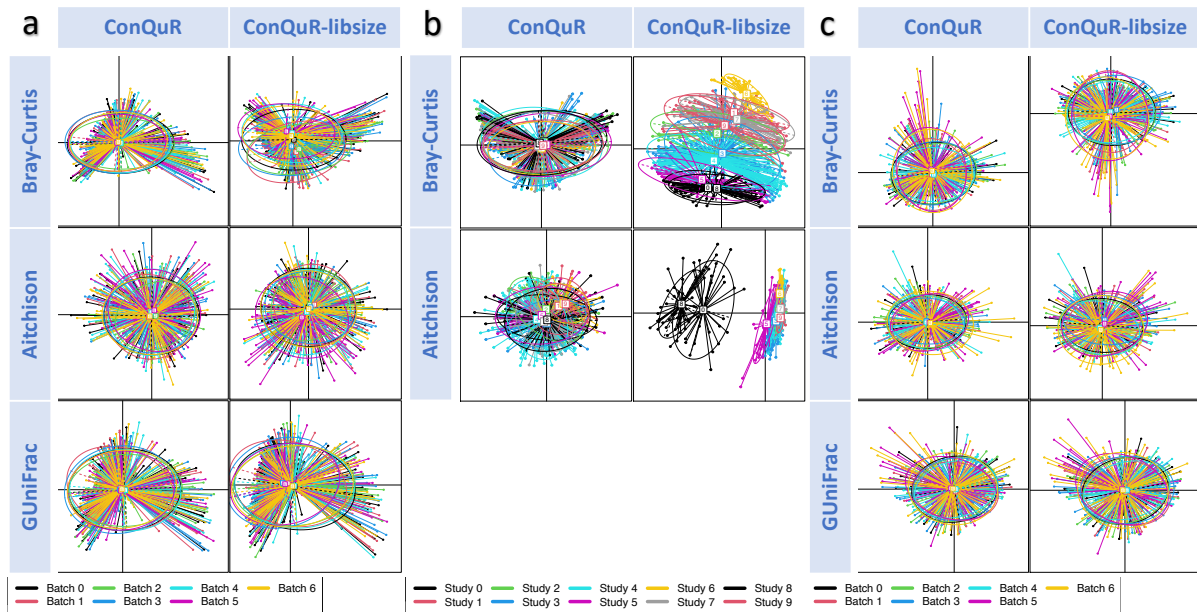 a
ConQuR ConQuR-libsize
Bray-Curtis
Aitchison
GUniFrac
Batch 0 Batch 2 Batch 4 Batch 6
Batch 1 Batch 3 Batch 5
b
ConQuR ConQuR-libsize
Bray-Curtis
Aitchison
Study 0 Study 2 Study 4 Study 6 Study 8
Study 1 Study 3 Study 5 Study 7 Study 9
c
ConQuR ConQuR-libsize
Bray-Curtis
Aitchison
GUniFrac
Batch 0 Batch 2 Batch 4 Batch 6
Batch 1 Batch 3 Batch 5